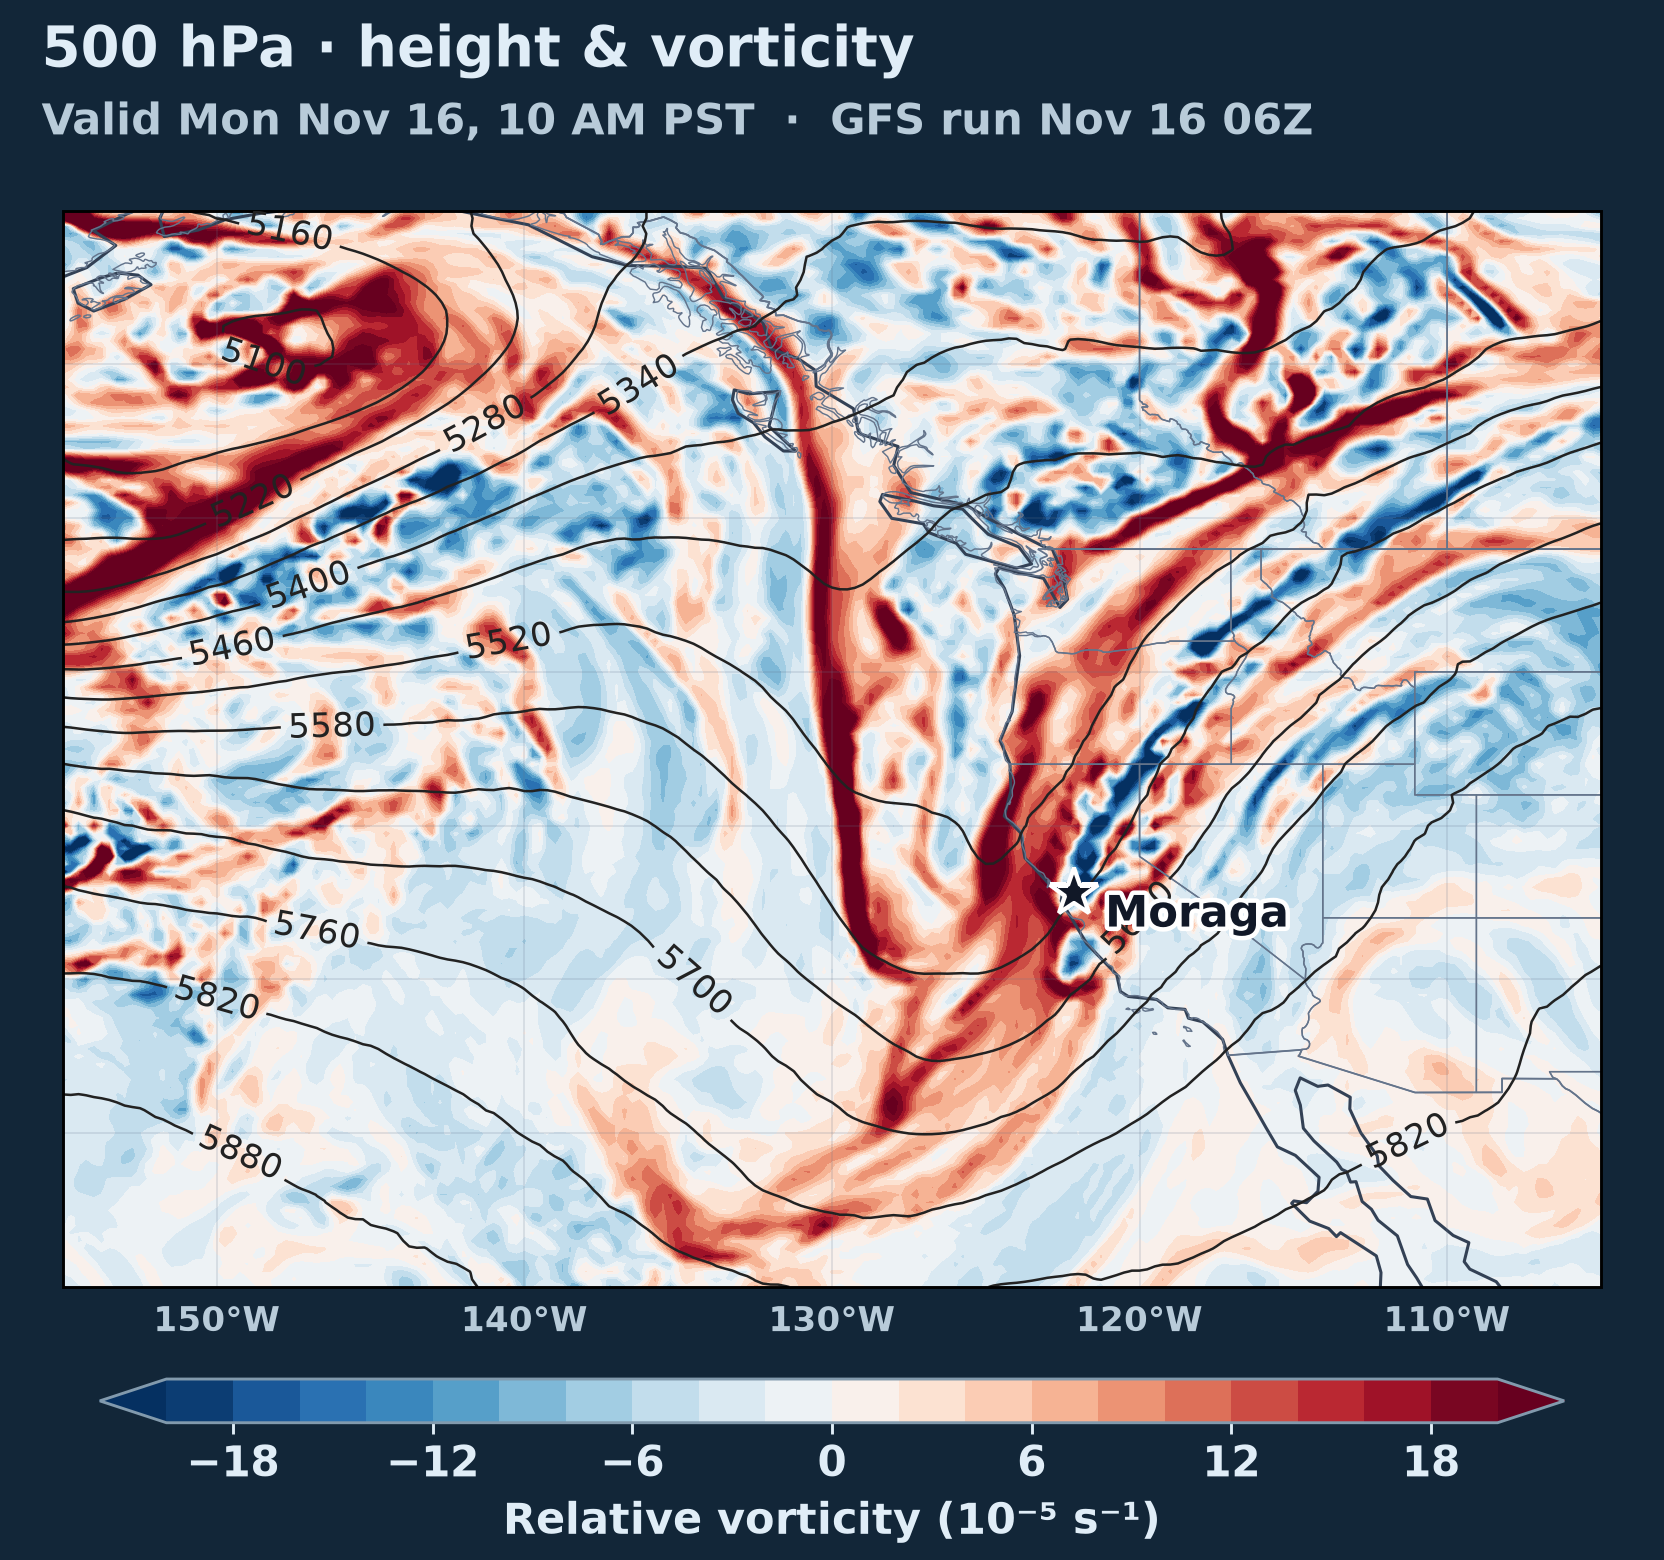 500 hPa · height & vorticity
Valid Mon Nov 16, 10 AM PST · GFS run Nov 16 06Z
5160
5100
5340
5280
5220
5400
5460
5520
5580
Moraga
5760
5700
5820
5880
5820
150°W 140°W 130°W 120°W 110°W
−18 −12 −6 0 6 12 18
Relative vorticity (10⁻⁵ s⁻¹)